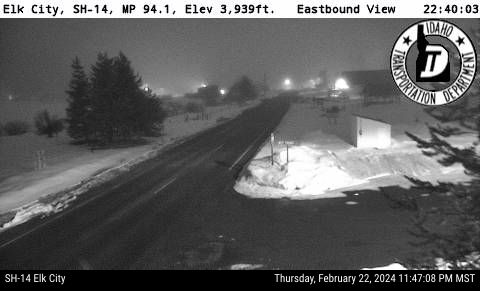 Elk City, SH-14, MP 94.1, Elev 3,939ft.   Eastbound View   22:40:03
IDAHO
TRANSPORTATION DEPARTMENT
SH-14 Elk City   Thursday, February 22, 2024 11:47:08 PM MST